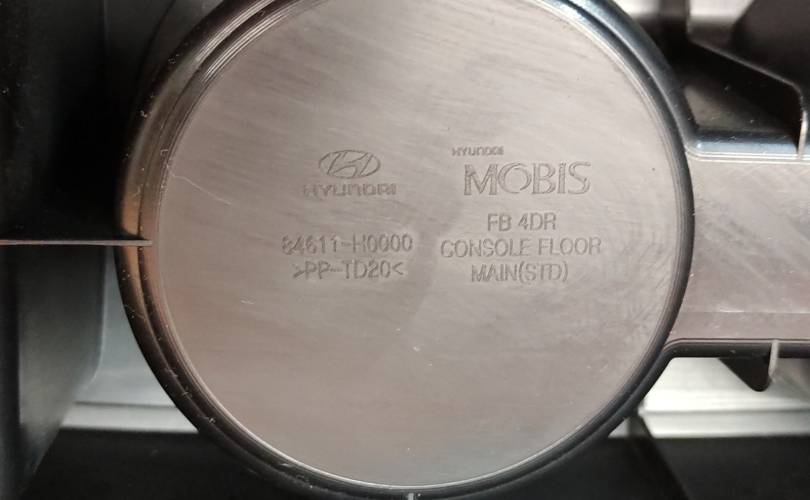 HYUNDAI
84611-H0000
>PP-TD20<
HYUNDAI
MOBIS
FB 4DR
CONSOLE FLOOR
MAIN(STD)